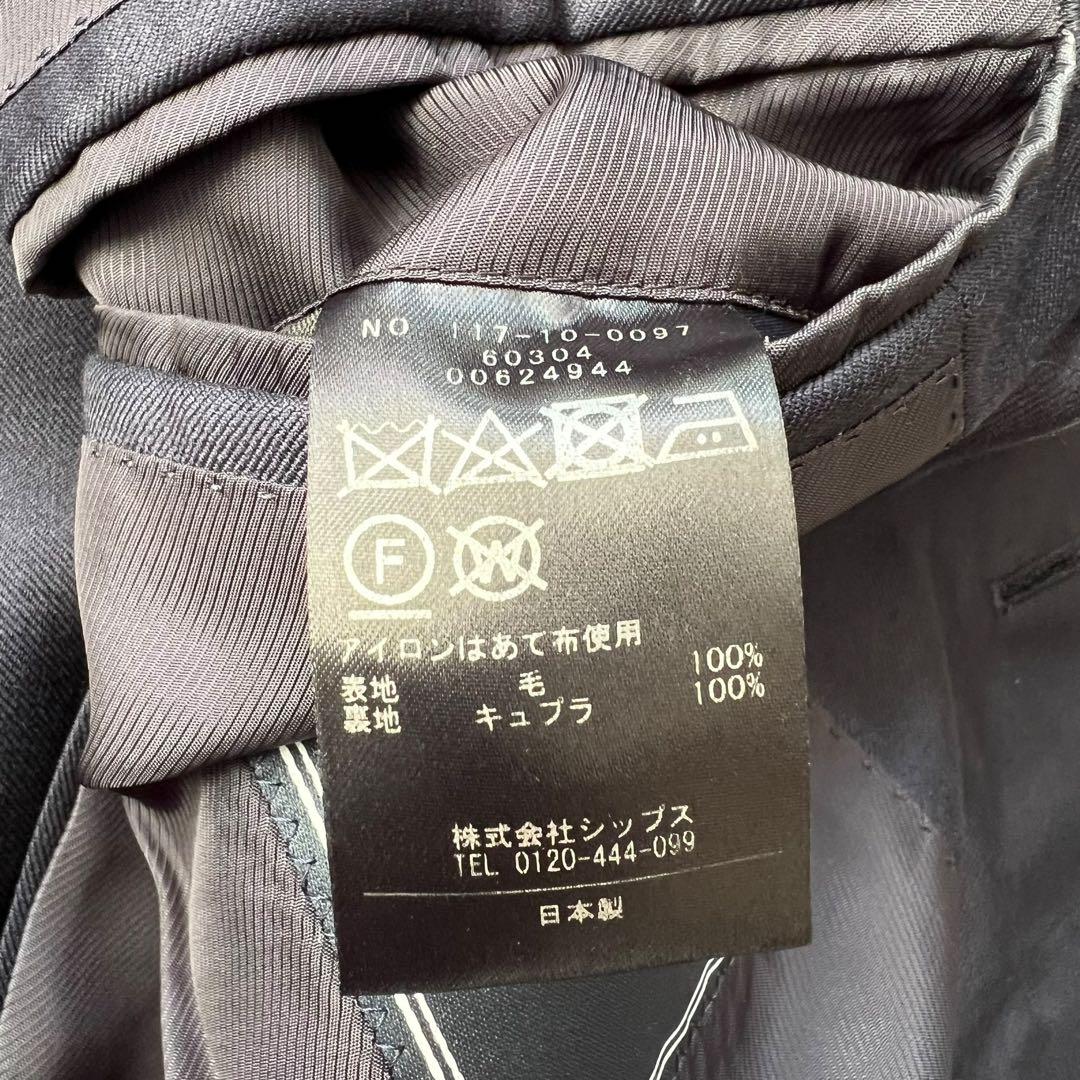 NO 117-10-0097
60304
00624944
F W
アイロンはあて布使用
表地 毛 100%
裏地 キュプラ 100%
株式会社シップス
TEL 0120-444-099
日本製